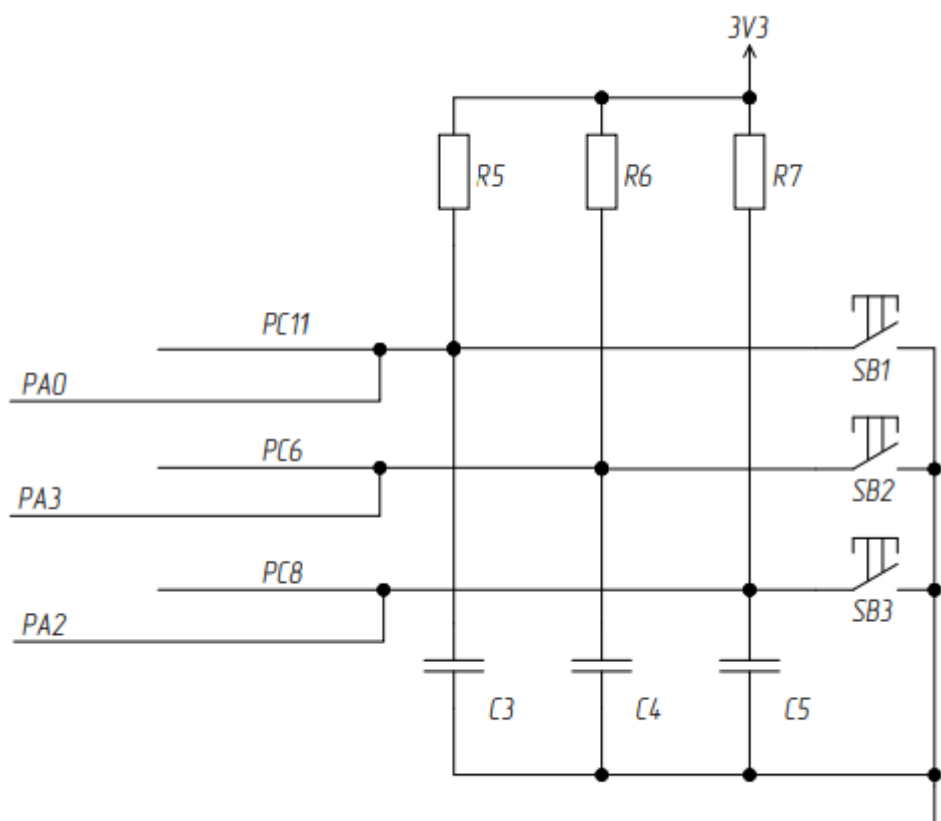 3V3
R5 R6 R7
PC11
PA0
SB1
PC6
PA3
SB2
PC8
PA2
SB3
C3 C4 C5